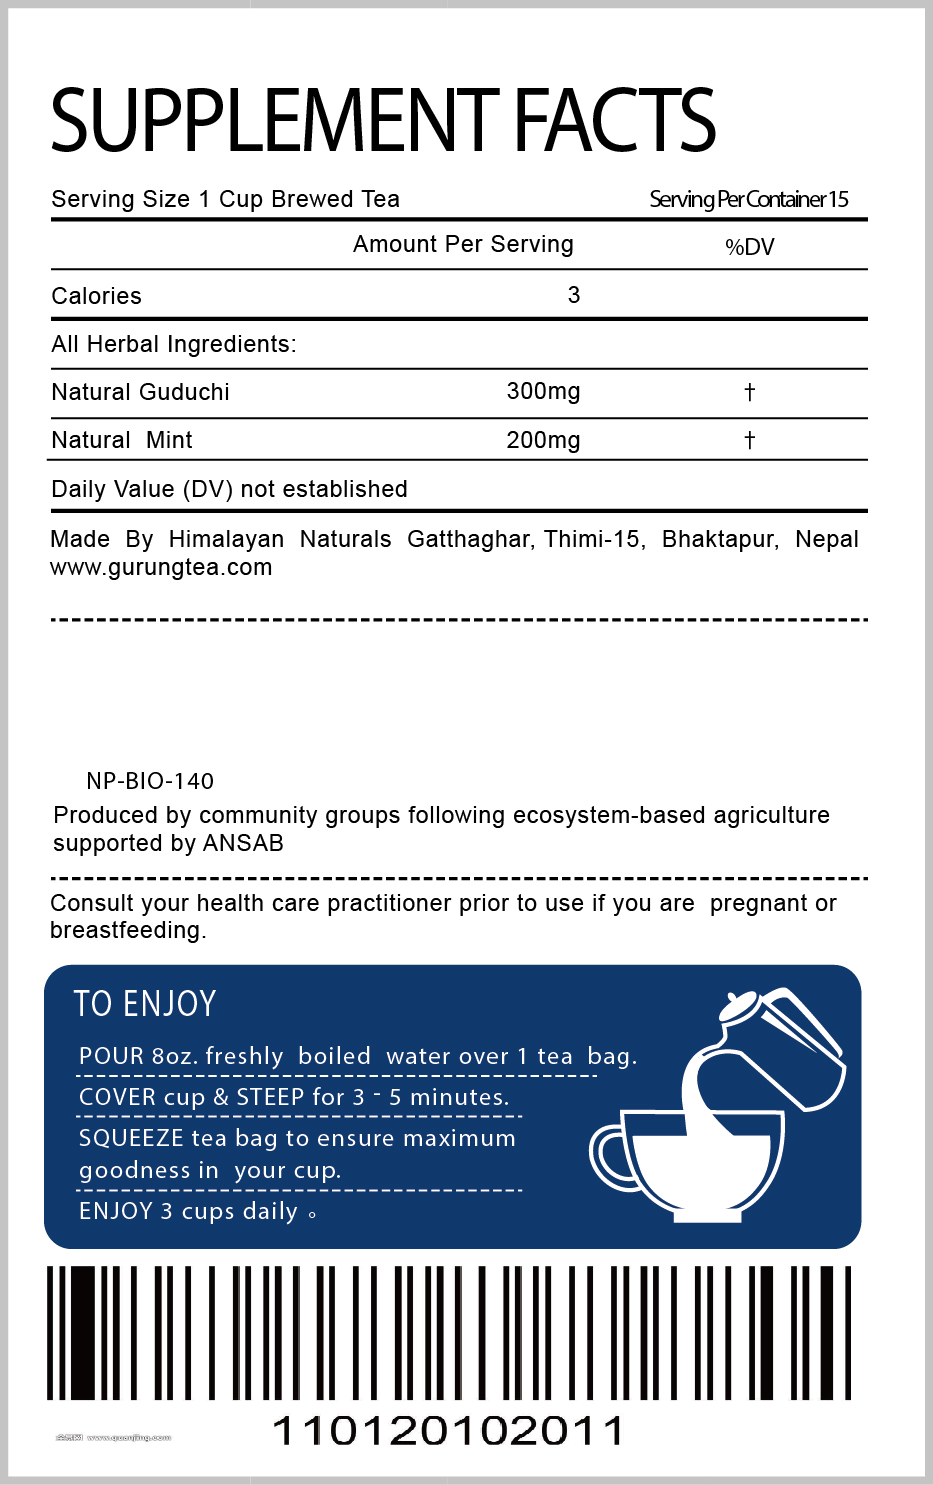 SUPPLEMENT FACTS
Serving Size 1 Cup Brewed Tea Serving Per Container 15
Amount Per Serving %DV
Calories 3
All Herbal Ingredients:
Natural Guduchi 300mg †
Natural Mint 200mg †
Daily Value (DV) not established
Made By Himalayan Naturals Gatthaghar, Thimi-15, Bhaktapur, Nepal
www.gurungtea.com
NP-BIO-140
Produced by community groups following ecosystem-based agriculture
supported by ANSAB
Consult your health care practitioner prior to use if you are pregnant or
breastfeeding.
TO ENJOY
POUR 8oz. freshly boiled water over 1 tea bag.
COVER cup & STEEP for 3 - 5 minutes.
SQUEEZE tea bag to ensure maximum
goodness in your cup.
ENJOY 3 cups daily 。
110120102011
www.quanjing.com